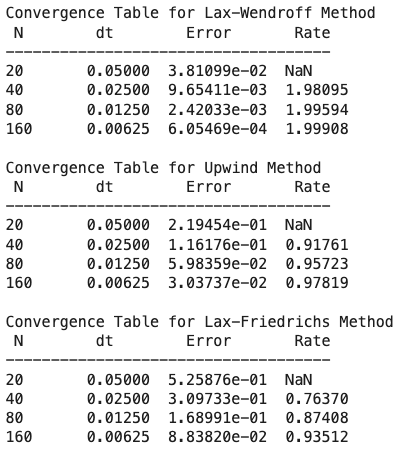 Convergence Table for Lax-Wendroff Method
N dt Error Rate
------------------------------------
20 0.05000 3.81099e-02 NaN
40 0.02500 9.65411e-03 1.98095
80 0.01250 2.42033e-03 1.99594
160 0.00625 6.05469e-04 1.99908
Convergence Table for Upwind Method
N dt Error Rate
------------------------------------
20 0.05000 2.19454e-01 NaN
40 0.02500 1.16176e-01 0.91761
80 0.01250 5.98359e-02 0.95723
160 0.00625 3.03737e-02 0.97819
Convergence Table for Lax-Friedrichs Method
N dt Error Rate
------------------------------------
20 0.05000 5.25876e-01 NaN
40 0.02500 3.09733e-01 0.76370
80 0.01250 1.68991e-01 0.87408
160 0.00625 8.83820e-02 0.93512